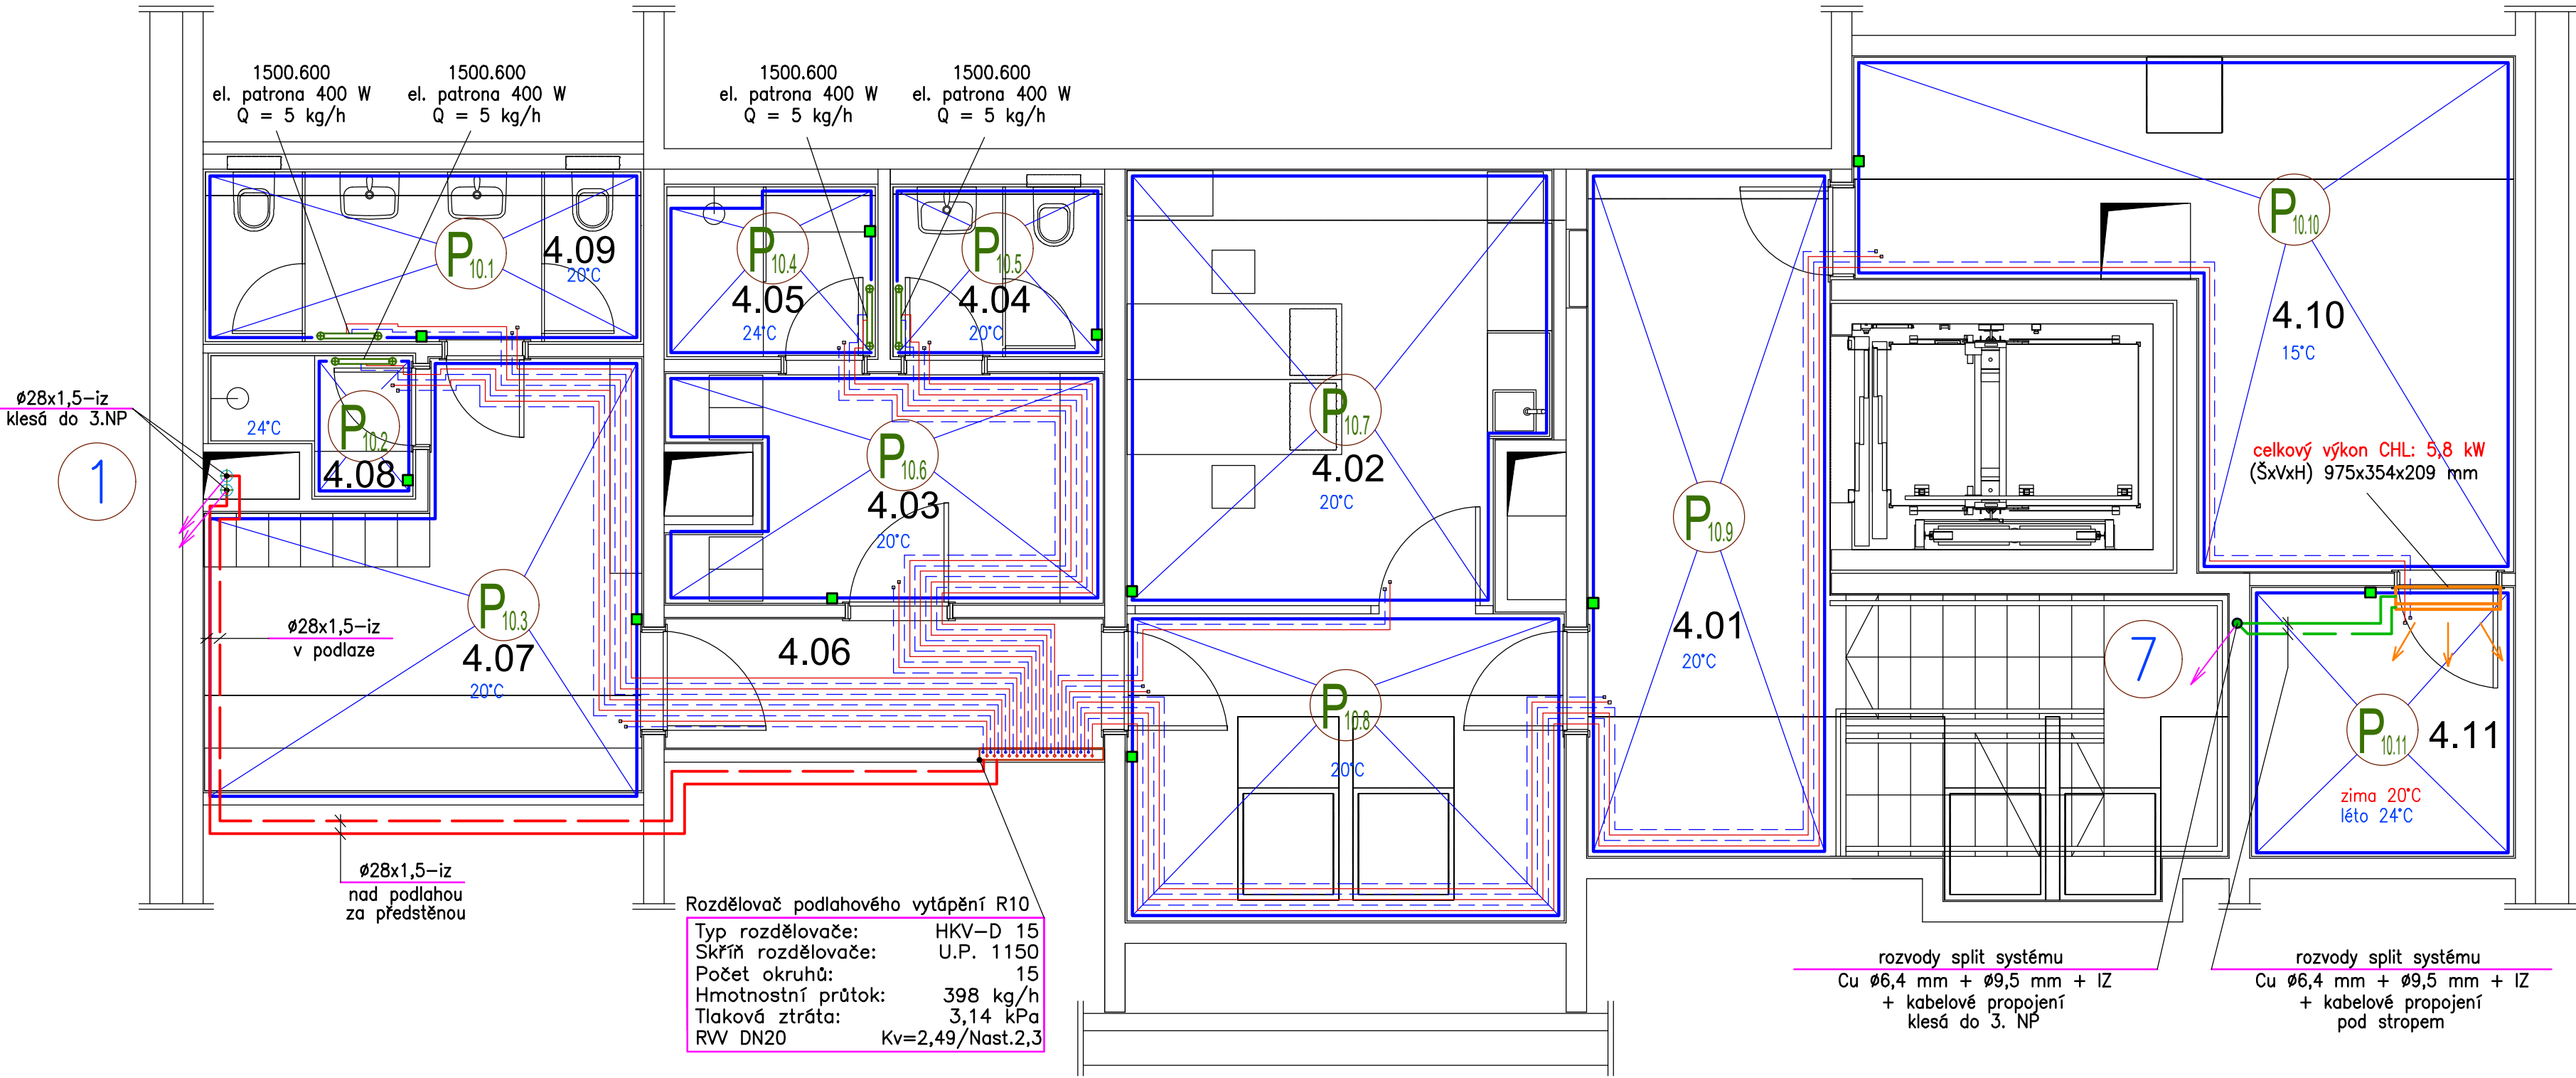 1500.600
el. patrona 400 W
Q = 5 kg/h
1500.600
el. patrona 400 W
Q = 5 kg/h
1500.600
el. patrona 400 W
Q = 5 kg/h
1500.600
el. patrona 400 W
Q = 5 kg/h
P10.1
4.09
20°C
P10.4
4.05
24°C
P10.5
4.04
20°C
P10.10
4.10
15°C
ø28x1,5-iz
klesá do 3.NP
1
24°C
P10.2
4.08
P10.6
4.03
20°C
P10.7
4.02
20°C
P10.9
4.01
20°C
celkový výkon CHL: 5,8 kW
(ŠxVxH) 975x354x209 mm
ø28x1,5-iz
v podlaze
P10.3
4.07
20°C
4.06
P10.8
20°C
7
P10.11
4.11
zima 20°C
léto 24°C
ø28x1,5-iz
nad podlahou
za předstěnou
Rozdělovač podlahového vytápění R10
Typ rozdělovače: HKV-D 15
Skříň rozdělovače: U.P. 1150
Počet okruhů: 15
Hmotnostní průtok: 398 kg/h
Tlaková ztráta: 3,14 kPa
RVV DN20 Kv=2,49/Nast.2,3
rozvody split systému
Cu ø6,4 mm + ø9,5 mm + IZ
+ kabelové propojení
klesá do 3. NP
rozvody split systému
Cu ø6,4 mm + ø9,5 mm + IZ
+ kabelové propojení
pod stropem